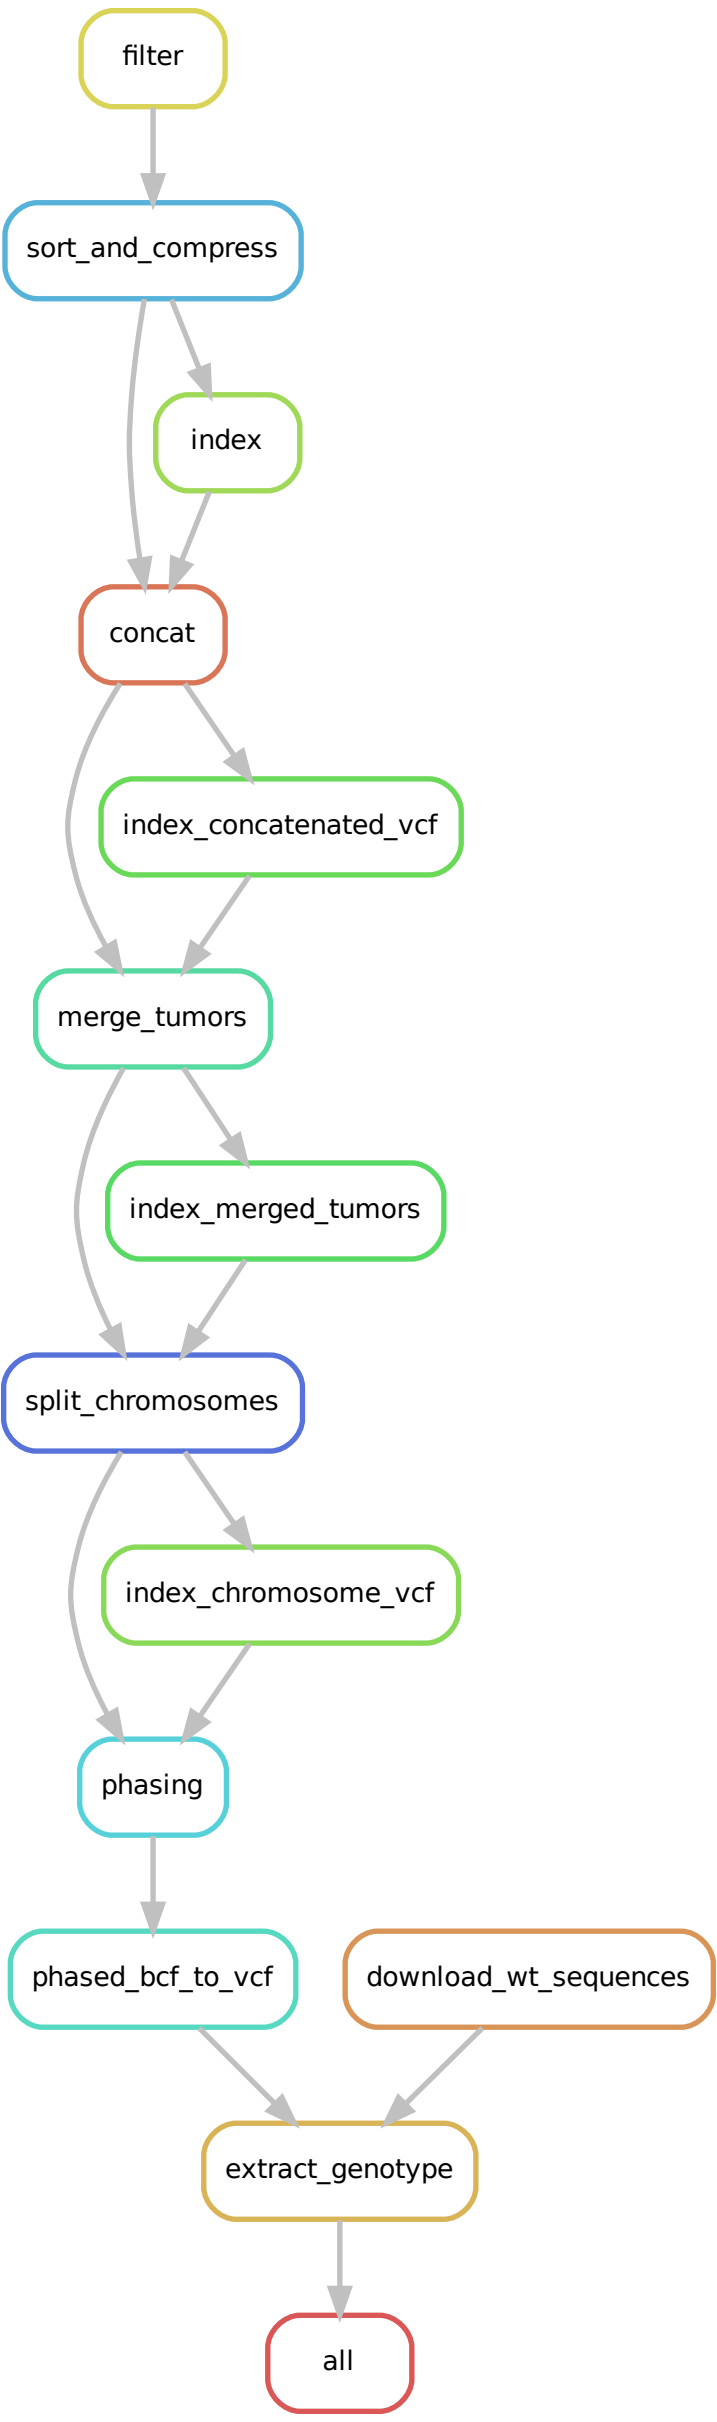 filter
sort_and_compress
index
concat
index_concatenated_vcf
merge_tumors
index_merged_tumors
split_chromosomes
index_chromosome_vcf
phasing
phased_bcf_to_vcf
download_wt_sequences
extract_genotype
all